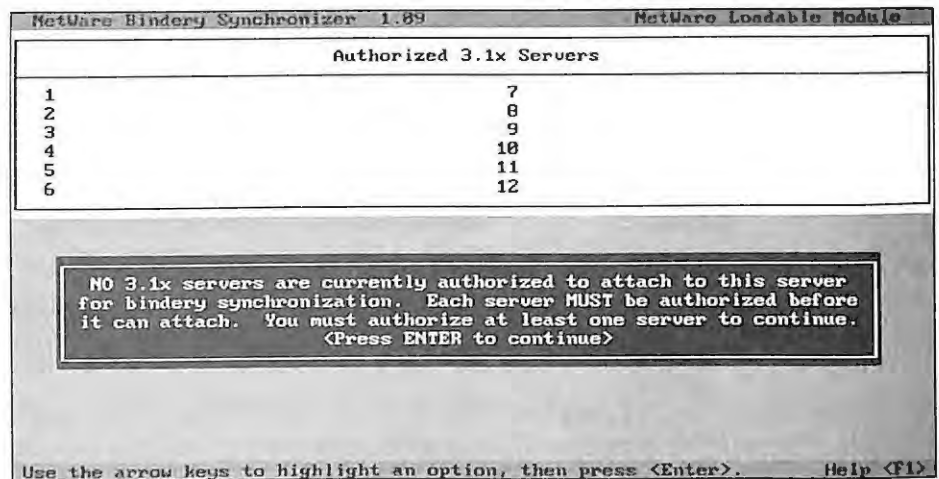 NetWare Bindery Synchronizer 1.09 NetWare Loadable Module
Authorized 3.1x Servers
1 7
2 8
3 9
4 10
5 11
6 12
NO 3.1x servers are currently authorized to attach to this server
for bindery synchronization. Each server MUST be authorized before
it can attach. You must authorize at least one server to continue.
<Press ENTER to continue>
Use the arrow keys to highlight an option, then press <Enter>. Help <F1>